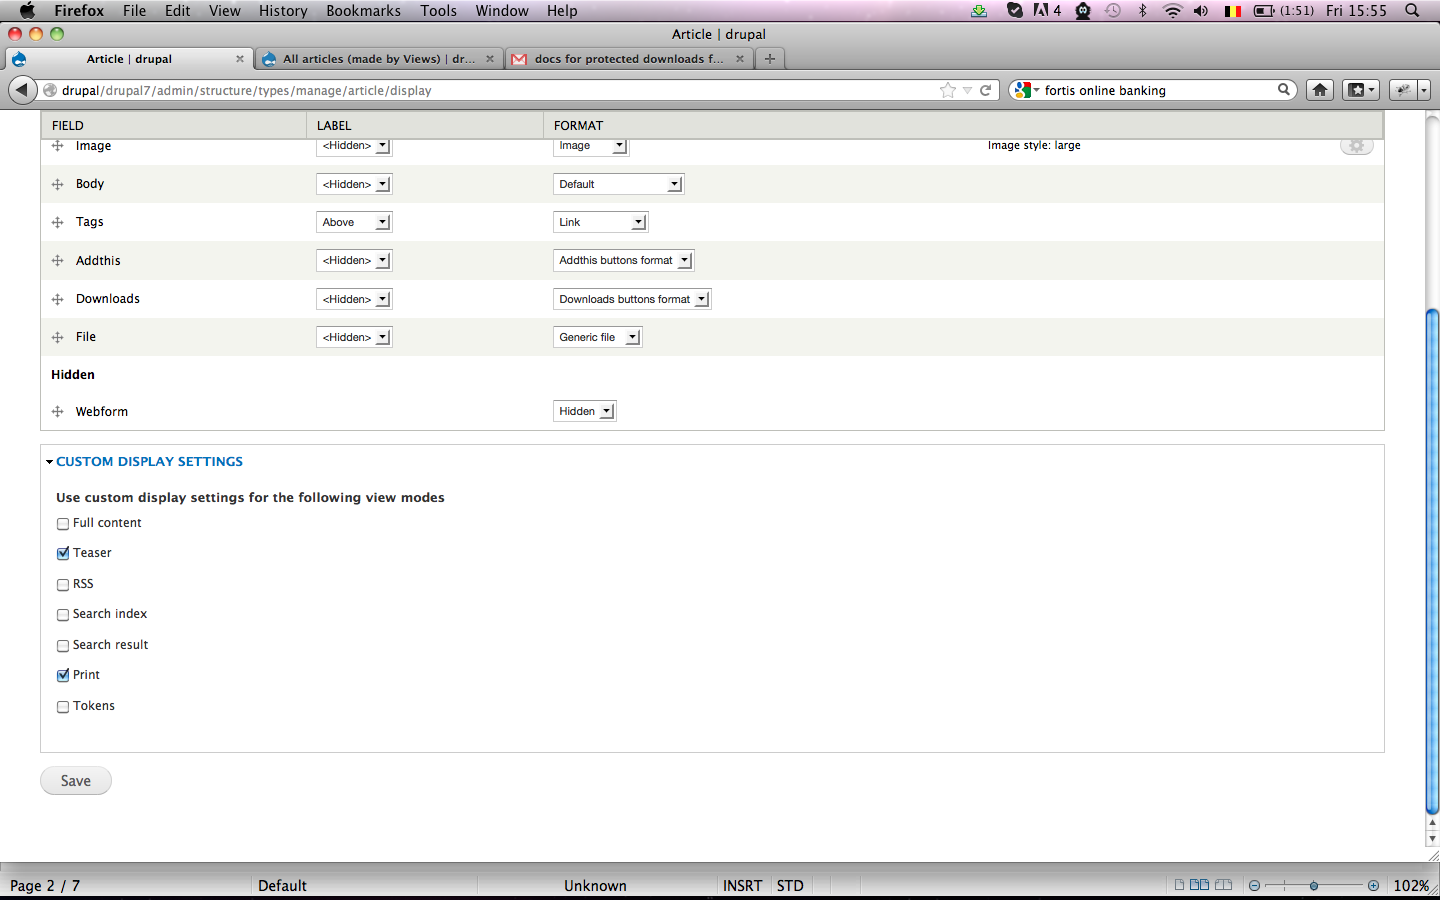 Firefox File Edit View History Bookmarks Tools Window Help 4 (1:51) Fri 15:55
Article | drupal
Article | drupal All articles (made by Views) | dr... docs for protected downloads f...
drupal/drupal7/admin/structure/types/manage/article/display fortis online banking
FIELD LABEL FORMAT
Image <Hidden> Image Image style: large
Body <Hidden> Default
Tags Above Link
Addthis <Hidden> Addthis buttons format
Downloads <Hidden> Downloads buttons format
File <Hidden> Generic file
Hidden
Webform Hidden
CUSTOM DISPLAY SETTINGS
Use custom display settings for the following view modes
Full content
Teaser
RSS
Search index
Search result
Print
Tokens
Save
Page 2 / 7 Default Unknown INSRT STD 102%